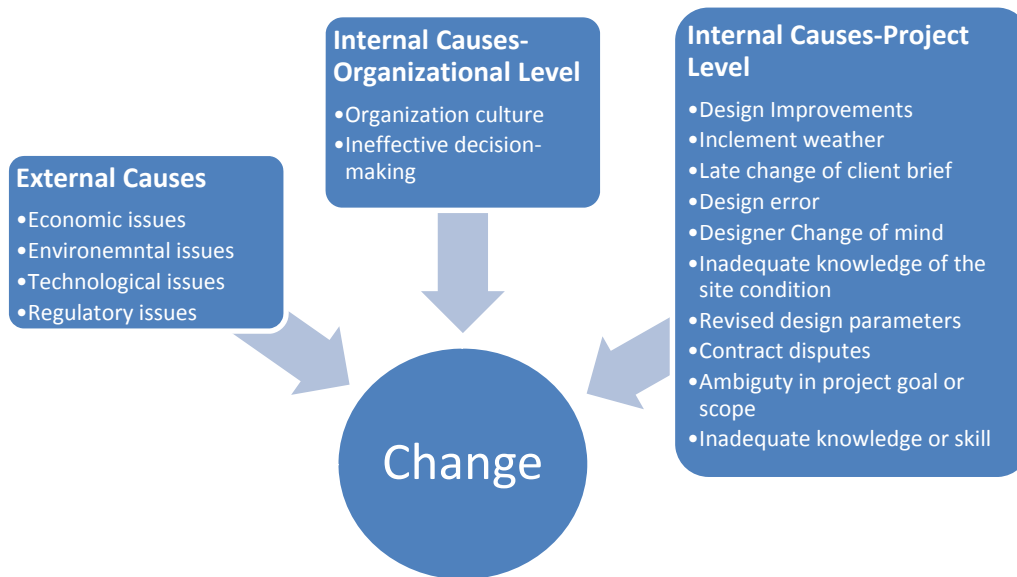 External Causes
•Economic issues
•Environemntal issues
•Technological issues
•Regulatory issues
Internal Causes-
Organizational Level
•Organization culture
•Ineffective decision-
making
Internal Causes-Project
Level
•Design Improvements
•Inclement weather
•Late change of client brief
•Design error
•Designer Change of mind
•Inadequate knowledge of the
site condition
•Revised design parameters
•Contract disputes
•Ambiguty in project goal or
scope
•Inadequate knowledge or skill
Change